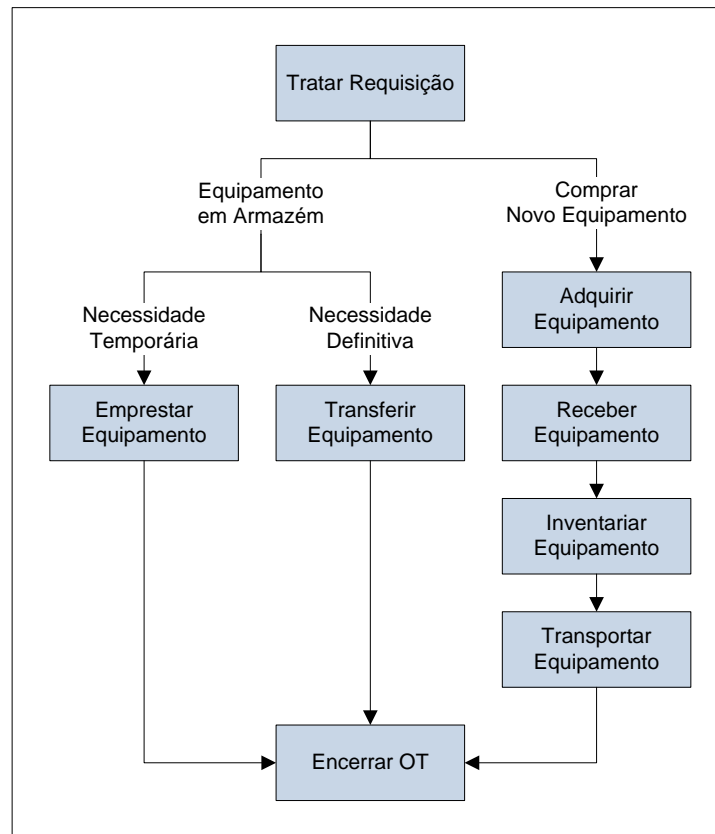 Tratar Requisição
Equipamento
em Armazém
Comprar
Novo Equipamento
Necessidade
Temporária
Necessidade
Definitiva
Adquirir
Equipamento
Emprestar
Equipamento
Transferir
Equipamento
Receber
Equipamento
Inventariar
Equipamento
Transportar
Equipamento
Encerrar OT